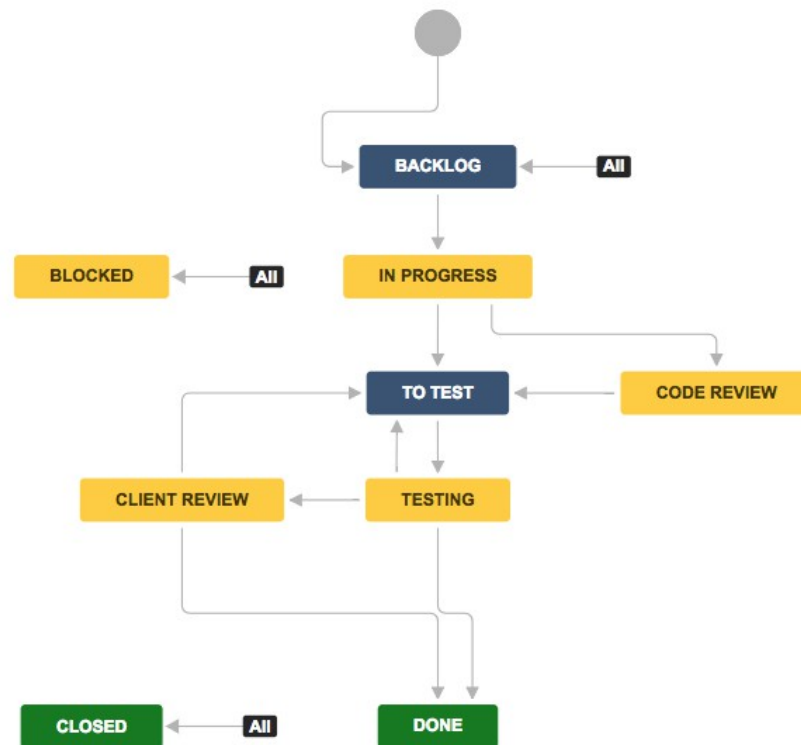 BACKLOG
All
BLOCKED
All
IN PROGRESS
TO TEST
CODE REVIEW
CLIENT REVIEW
TESTING
CLOSED
All
DONE